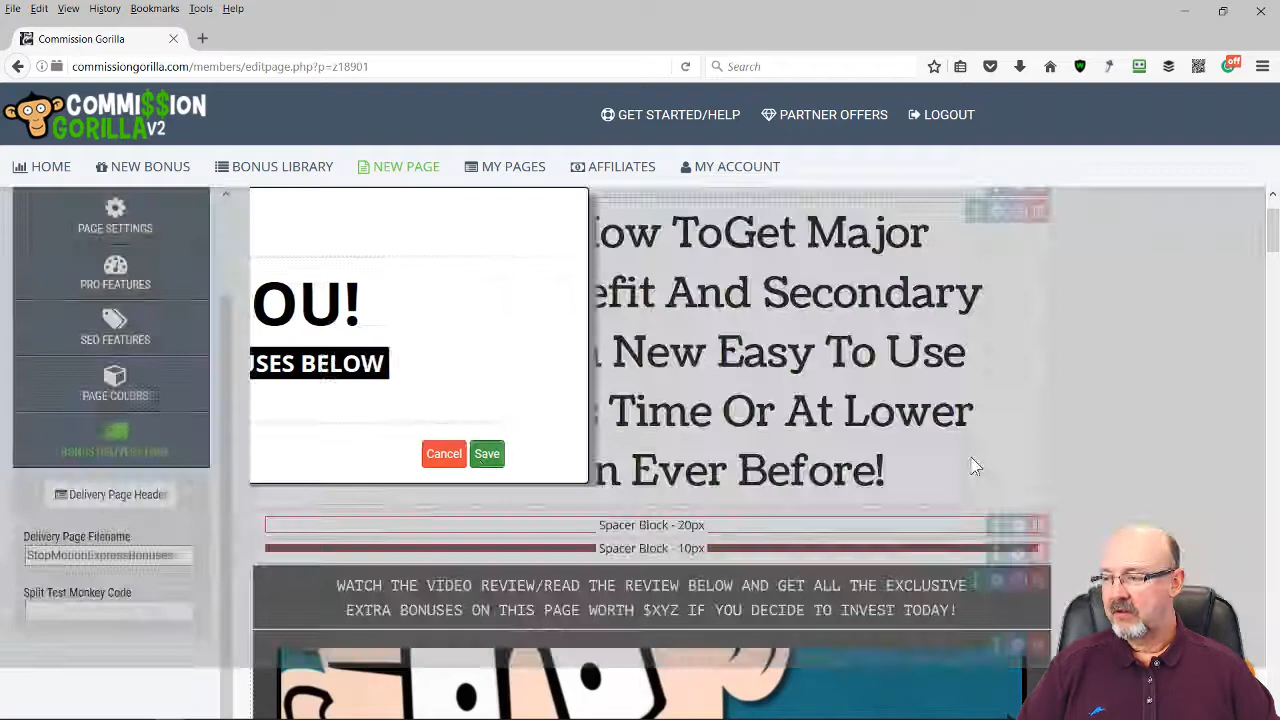 File Edit View History Bookmarks Tools Help
Commission Gorilla
commissiongorilla.com/members/editpage.php?p=z18901
Search
off
COMMI$$ION
GORILLA V2
GET STARTED/HELP PARTNER OFFERS LOGOUT
HOME NEW BONUS BONUS LIBRARY NEW PAGE MY PAGES AFFILIATES MY ACCOUNT
PAGE SETTINGS
PRO FEATURES
SEO FEATURES
PAGE COLORS
Delivery Page Header
Delivery Page Filename
StopMotionExpressBonuses
Split Test Monkey Code
OU!
USES BELOW
Cancel Save
How ToGet Major
efit And Secondary
New Easy To Use
Time Or At Lower
n Ever Before!
Spacer Block - 20px
Spacer Block - 10px
WATCH THE VIDEO REVIEW/READ THE REVIEW BELOW AND GET ALL THE EXCLUSIVE
EXTRA BONUSES ON THIS PAGE WORTH $XYZ IF YOU DECIDE TO INVEST TODAY!